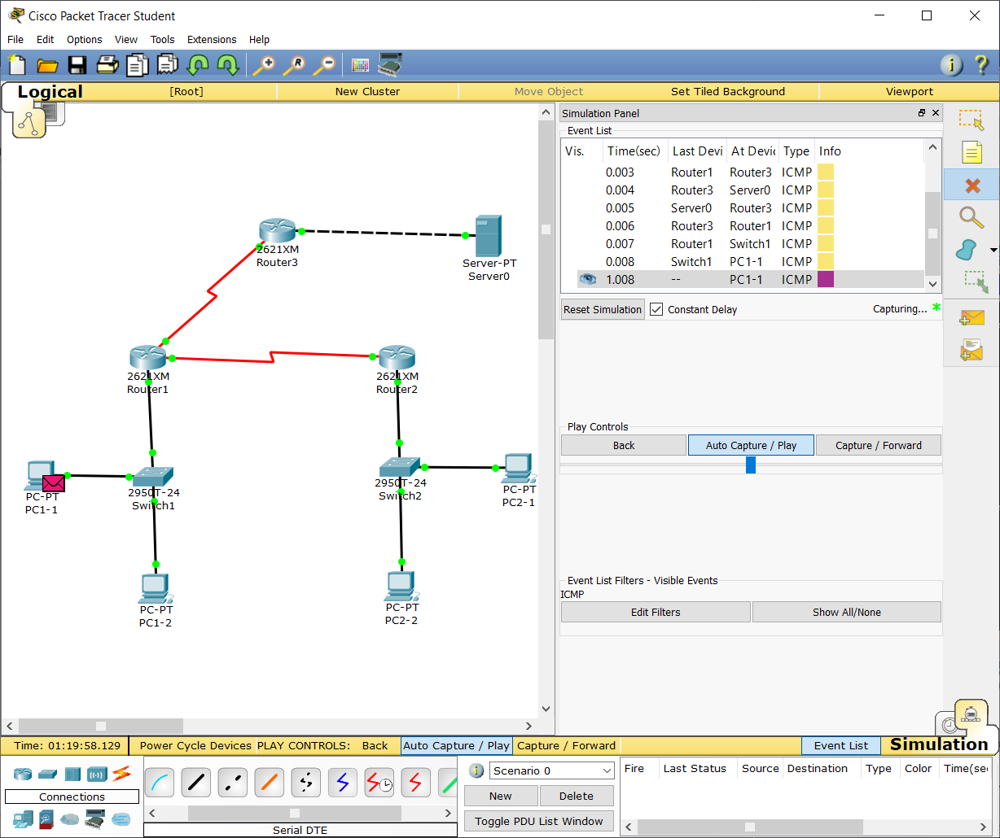 Cisco Packet Tracer Student
File Edit Options View Tools Extensions Help
Logical [Root] New Cluster Move Object Set Tiled Background Viewport
Simulation Panel
Event List
Vis. Time(sec) Last Devi At Devic Type Info
0.003 Router1 Router3 ICMP
0.004 Router3 Server0 ICMP
0.005 Server0 Router3 ICMP
0.006 Router3 Router1 ICMP
0.007 Router1 Switch1 ICMP
0.008 Switch1 PC1-1 ICMP
1.008 -- PC1-1 ICMP
Reset Simulation Constant Delay Capturing... *
Play Controls
Back Auto Capture / Play Capture / Forward
Event List Filters - Visible Events
ICMP
Edit Filters Show All/None
2621XM
Router3
Server-PT
Server0
2621XM
Router1
2621XM
Router2
PC-PT
PC1-1
2950T-24
Switch1
2950T-24
Switch2
PC-PT
PC2-1
PC-PT
PC1-2
PC-PT
PC2-2
Time: 01:19:58.129 Power Cycle Devices PLAY CONTROLS: Back Auto Capture / Play Capture / Forward Event List Simulation
Connections
Serial DTE
Scenario 0
New Delete
Toggle PDU List Window
Fire Last Status Source Destination Type Color Time(sec